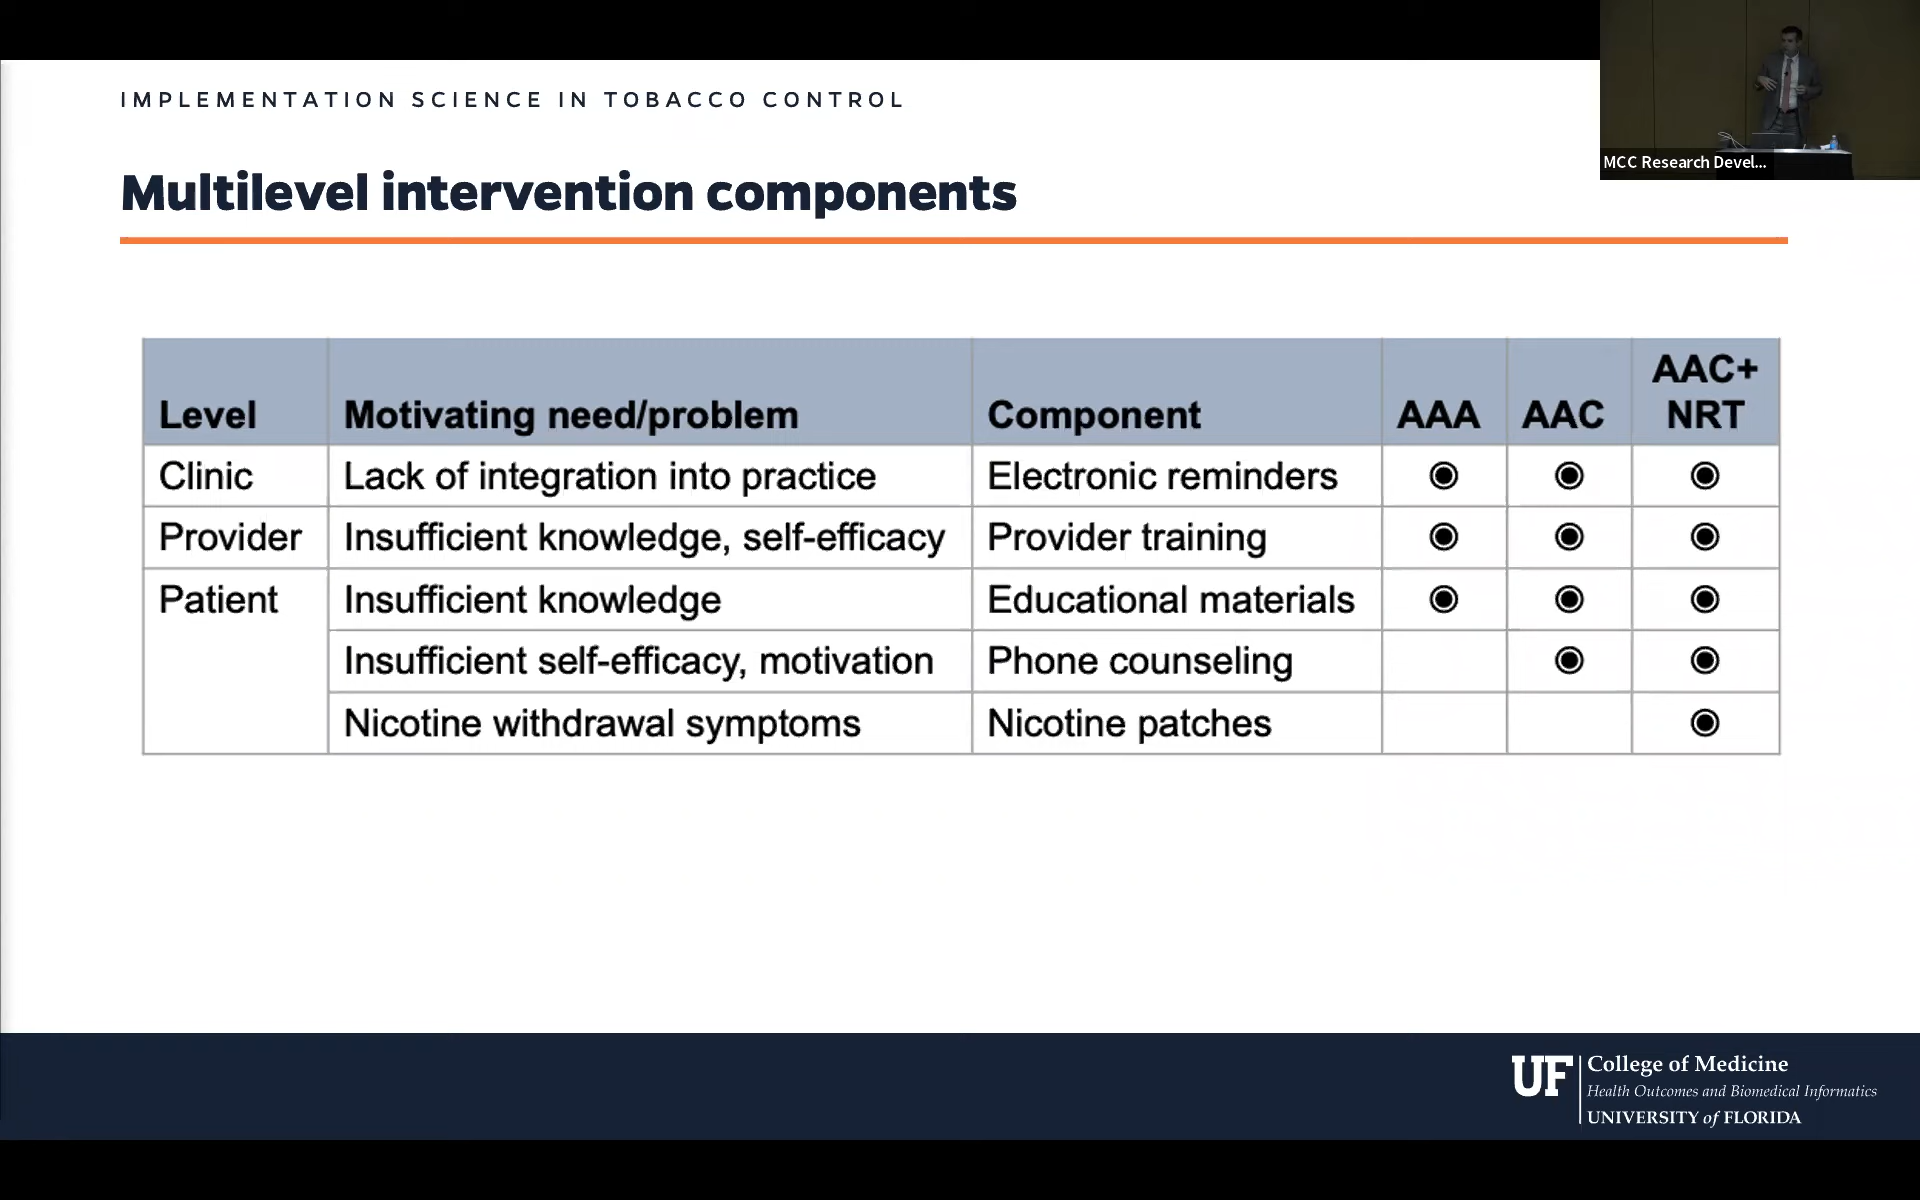 IMPLEMENTATION SCIENCE IN TOBACCO CONTROL
MCC Research Devel...
Multilevel intervention components
Level Motivating need/problem Component AAA AAC AAC+ NRT
Clinic Lack of integration into practice Electronic reminders ◉ ◉ ◉
Provider Insufficient knowledge, self-efficacy Provider training ◉ ◉ ◉
Patient Insufficient knowledge Educational materials ◉ ◉ ◉
Insufficient self-efficacy, motivation Phone counseling ◉ ◉
Nicotine withdrawal symptoms Nicotine patches ◉
UF College of Medicine
Health Outcomes and Biomedical Informatics
UNIVERSITY of FLORIDA